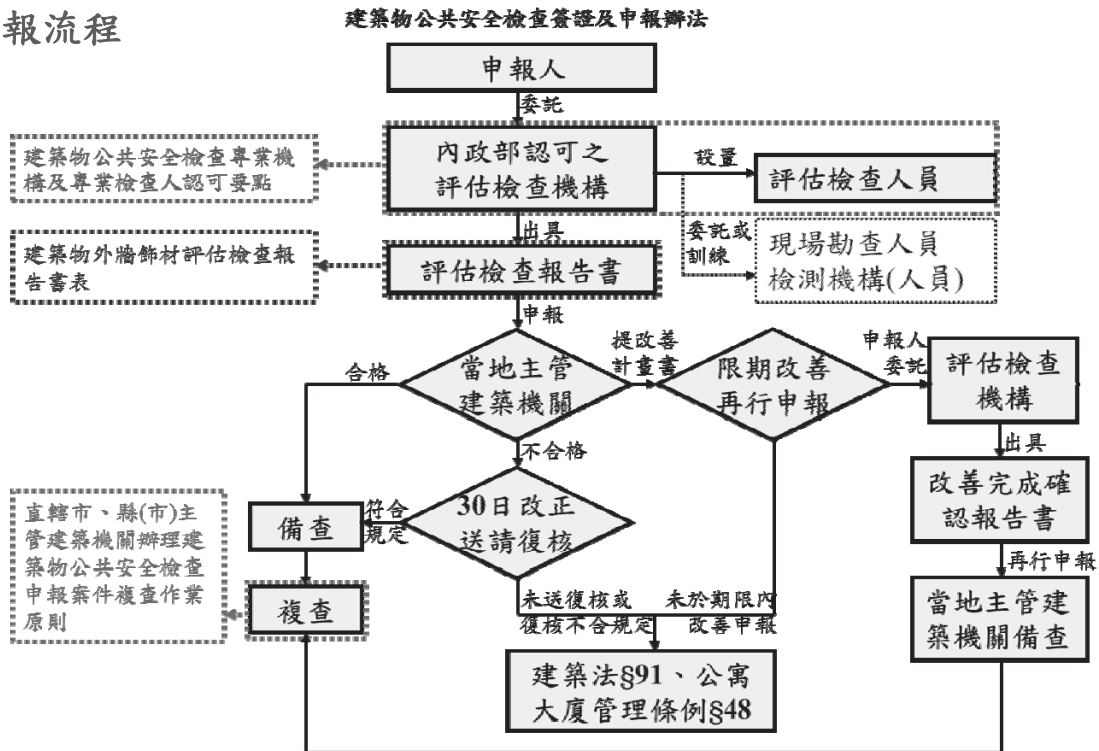 報流程
建築物公共安全檢查簽證及申報辦法
申報人
委託
建築物公共安全檢查專業機
構及專業檢查人認可要點
內政部認可之
評估檢查機構
設置
評估檢查人員
出具
委託或
訓練
現場勘查人員
檢測機構(人員)
建築物外牆飾材評估檢查報
告書表
評估檢查報告書
申報
合格
當地主管
建築機關
提改善
計畫書
限期改善
再行申報
申報人
委託
評估檢查
機構
不合格
出具
直轄市、縣(市)主
管建築機關辦理建
築物公共安全檢查
申報案件複查作業
原則
備查
符合
規定
30日改正
送請復核
改善完成確
認報告書
再行申報
複查
未送復核或
復核不合規定
未於期限內
改善申報
當地主管建
築機關備查
建築法§91、公寓
大廈管理條例§48